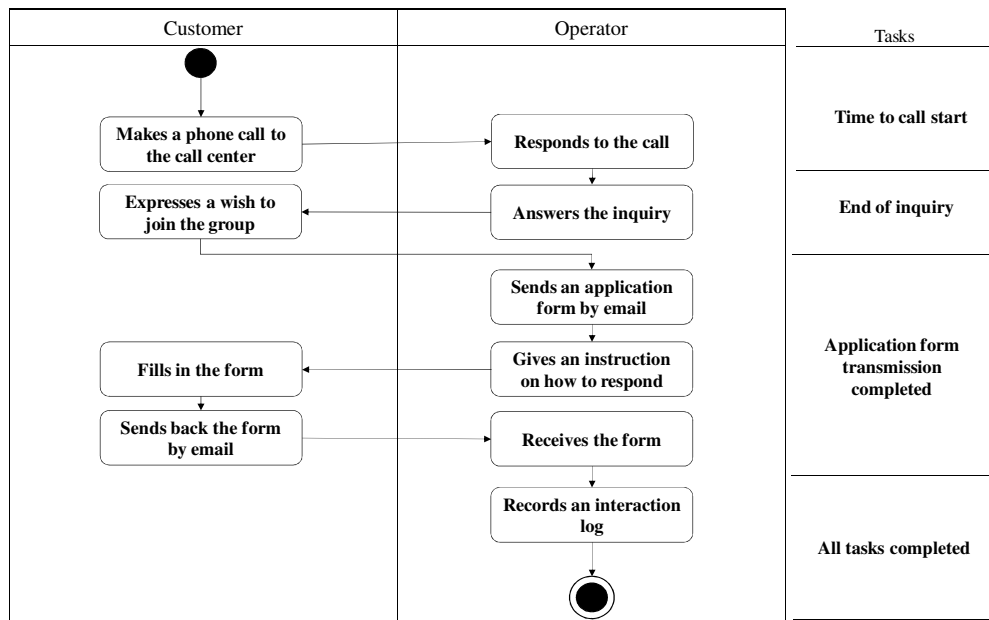 Customer
Operator
Tasks
Makes a phone call to
the call center
Responds to the call
Time to call start
Expresses a wish to
join the group
Answers the inquiry
End of inquiry
Sends an application
form by email
Fills in the form
Gives an instruction
on how to respond
Application form
transmission
completed
Sends back the form
by email
Receives the form
Records an interaction
log
All tasks completed